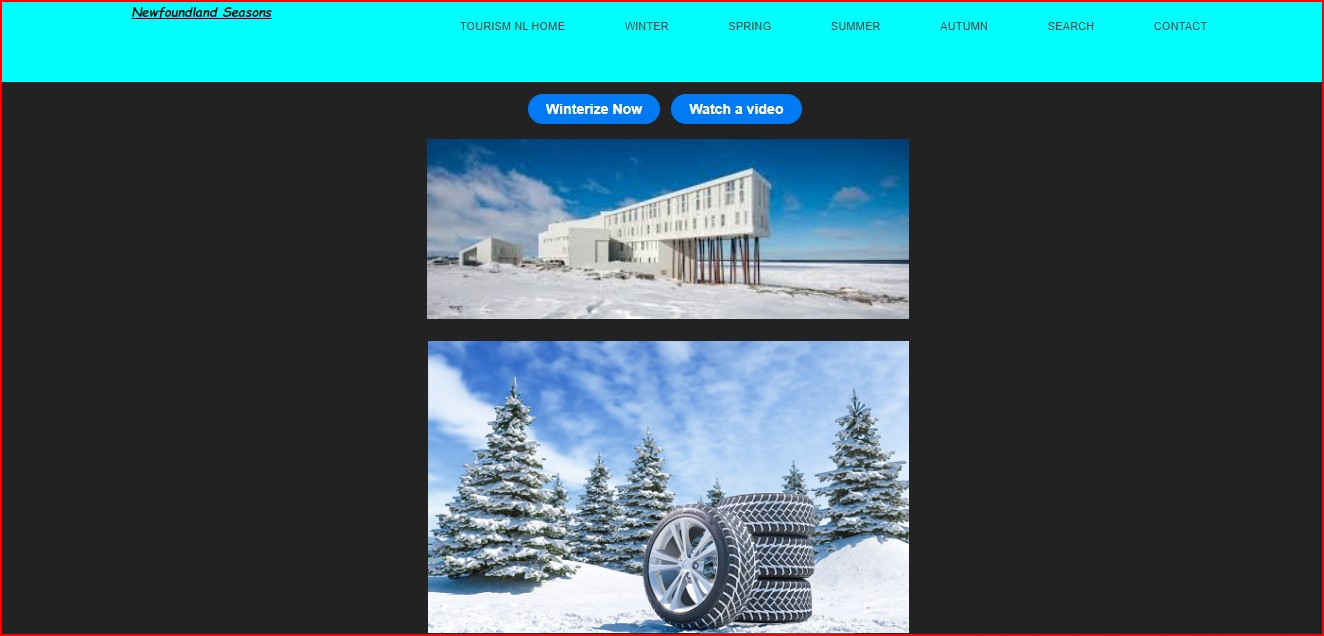 Newfoundland Seasons
TOURISM NL HOME WINTER SPRING SUMMER AUTUMN SEARCH CONTACT
Winterize Now Watch a video